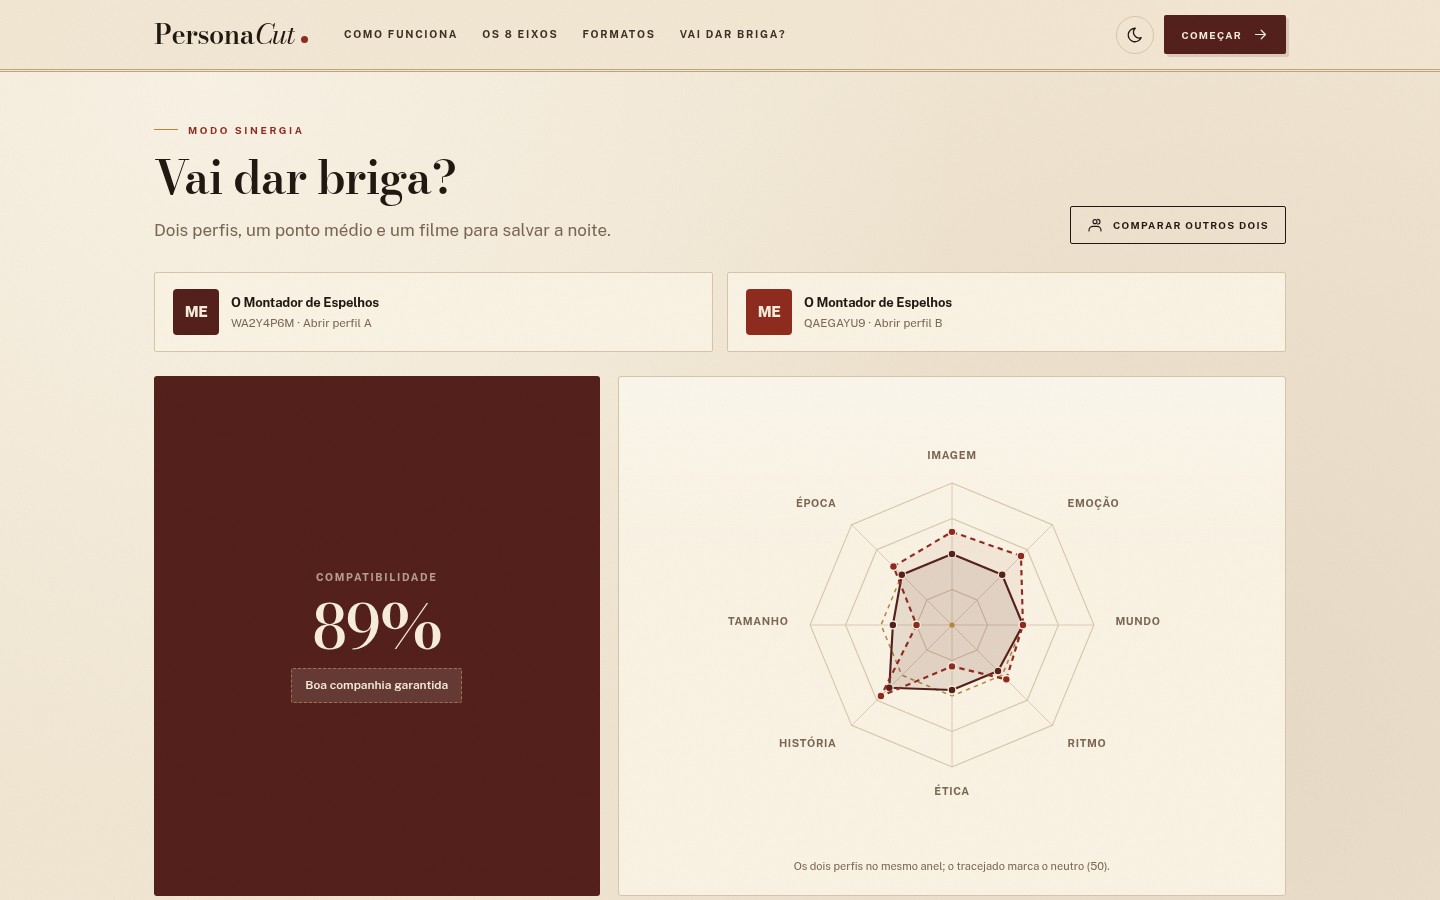 PersonaCut
COMO FUNCIONA
OS 8 EIXOS
FORMATOS
VAI DAR BRIGA?
COMEÇAR
MODO SINERGIA
Vai dar briga?
Dois perfis, um ponto médio e um filme para salvar a noite.
COMPARAR OUTROS DOIS
ME
O Montador de Espelhos
WA2Y4P6M · Abrir perfil A
ME
O Montador de Espelhos
QAEGAYU9 · Abrir perfil B
COMPATIBILIDADE
89%
Boa companhia garantida
IMAGEM
ÉPOCA
EMOÇÃO
TAMANHO
MUNDO
HISTÓRIA
RITMO
ÉTICA
Os dois perfis no mesmo anel; o tracejado marca o neutro (50).